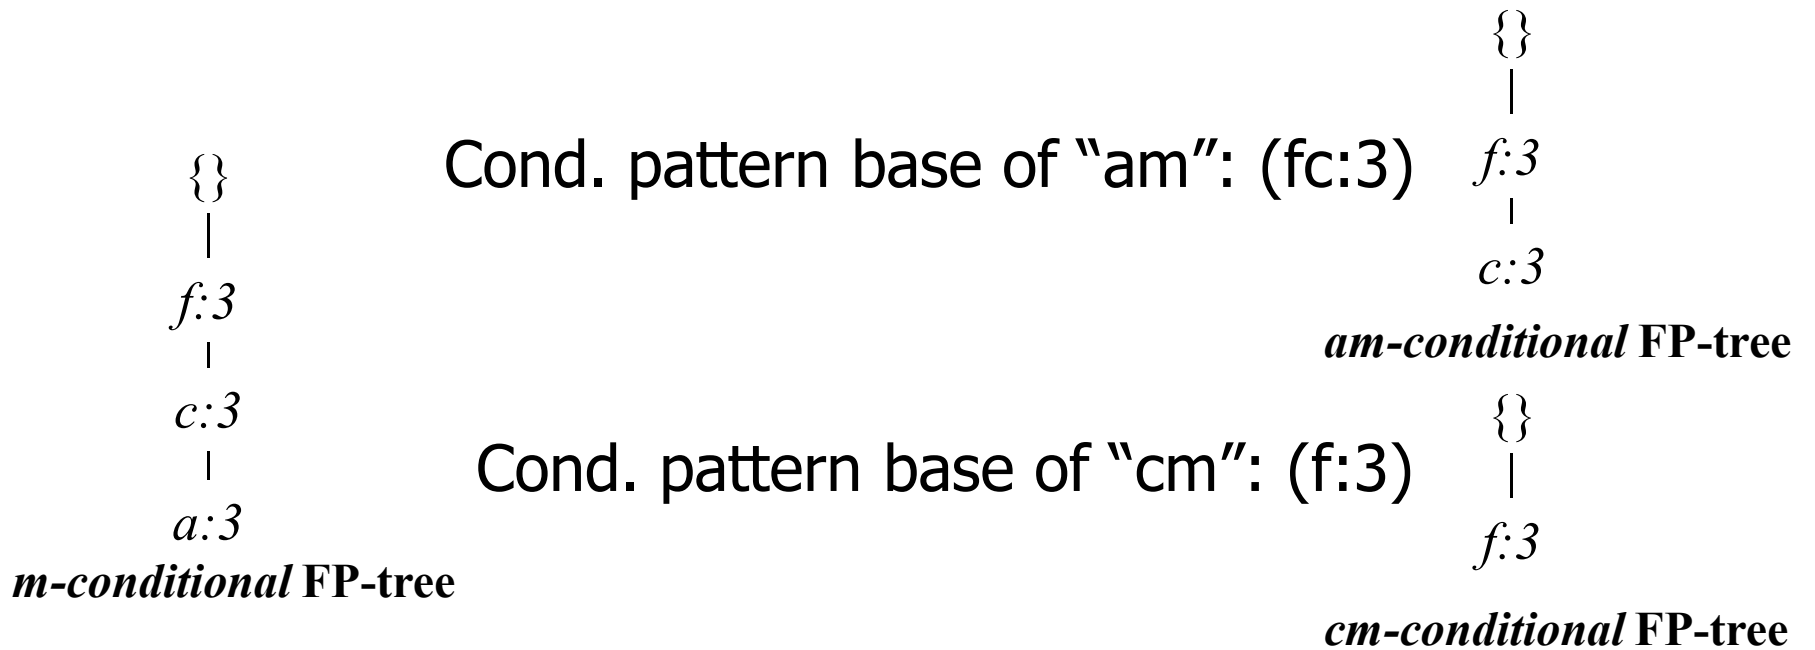 {}
f:3
c:3
a:3
m-conditional FP-tree
Cond. pattern base of “am”: (fc:3)
{}
f:3
c:3
am-conditional FP-tree
Cond. pattern base of “cm”: (f:3)
{}
f:3
cm-conditional FP-tree